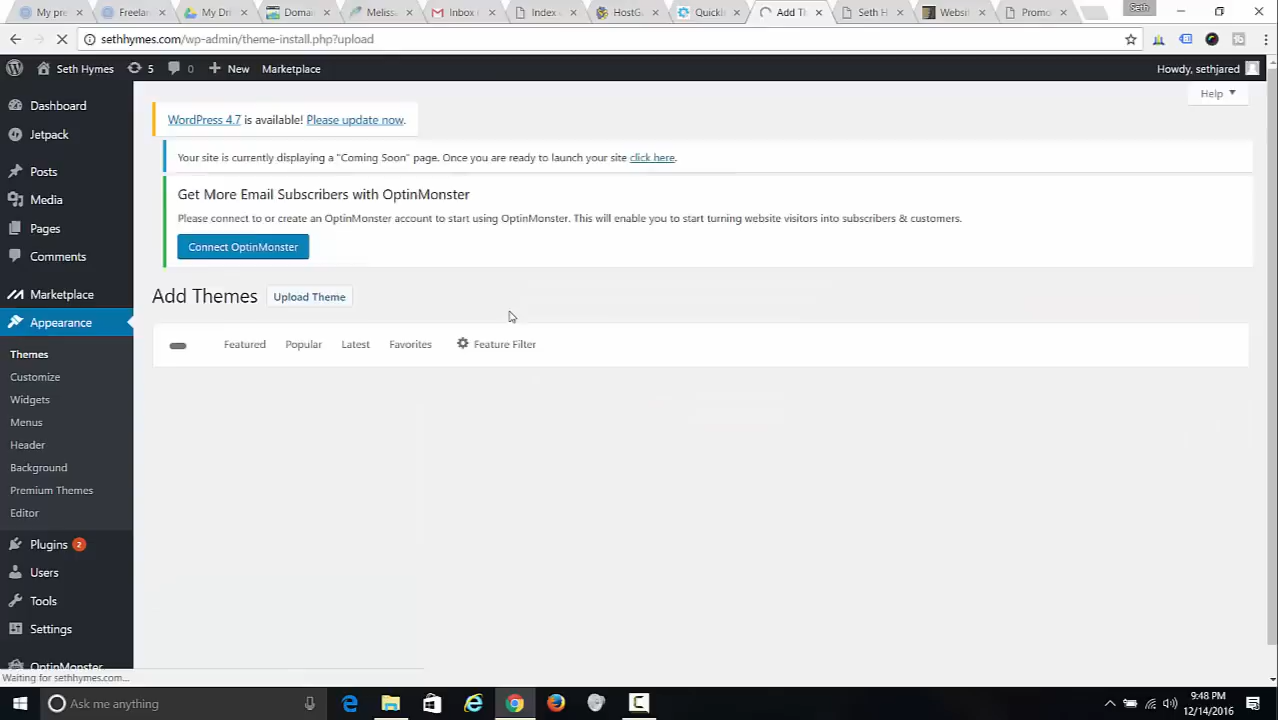 My pre
Freelan
My Dri
Domai
Melissa
Inbox (
Index o
HostGa
QuickIn
Add Th
Seth H
Websit
Promo
Seth
sethhymes.com/wp-admin/theme-install.php?upload
Seth Hymes
5
0
New
Marketplace
Howdy, sethjared
Help
Dashboard
Jetpack
Posts
Media
Pages
Comments
Marketplace
Appearance
Themes
Customize
Widgets
Menus
Header
Background
Premium Themes
Editor
Plugins 2
Users
Tools
Settings
OptinMonster
WordPress 4.7 is available! Please update now.
Your site is currently displaying a "Coming Soon" page. Once you are ready to launch your site click here.
Get More Email Subscribers with OptinMonster
Please connect to or create an OptinMonster account to start using OptinMonster. This will enable you to start turning website visitors into subscribers & customers.
Connect OptinMonster
Add Themes Upload Theme
Featured Popular Latest Favorites Feature Filter
Waiting for sethhymes.com...
Ask me anything
9:48 PM
12/14/2016